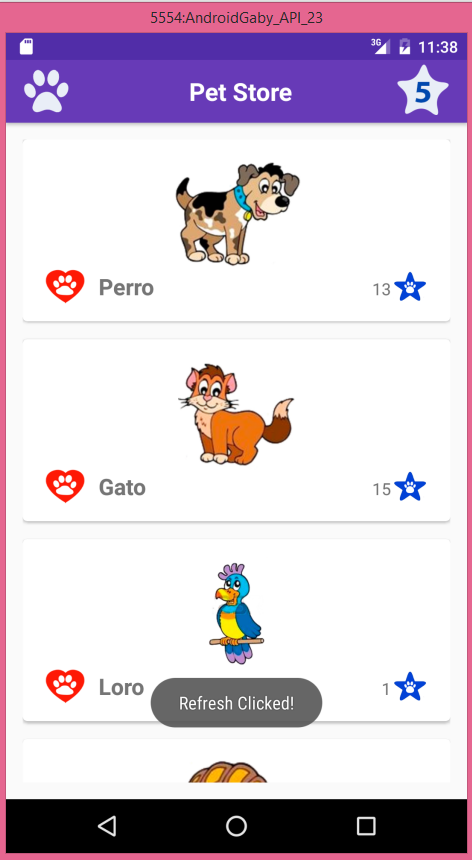 5554:AndroidGaby_API_23
3G 11:38
Pet Store 5
Perro 13
Gato 15
Loro 1
Refresh Clicked!